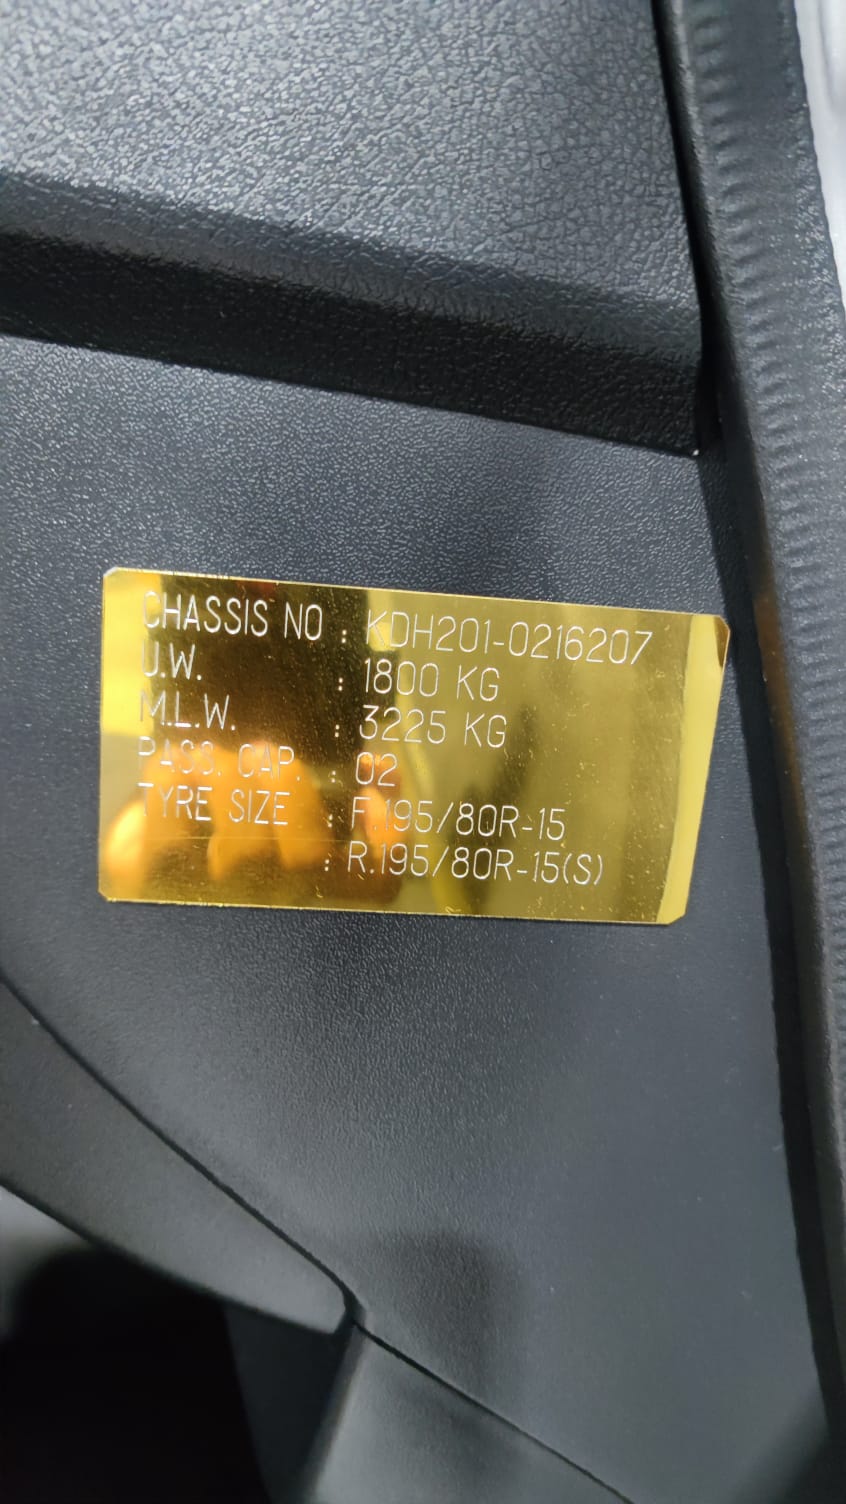 CHASSIS NO : KDH201-0216207
U.W. : 1800 KG
M.L.W. : 3225 KG
PASS. CAP. : 02
TYRE SIZE : F.195/80R-15
: R.195/80R-15(S)